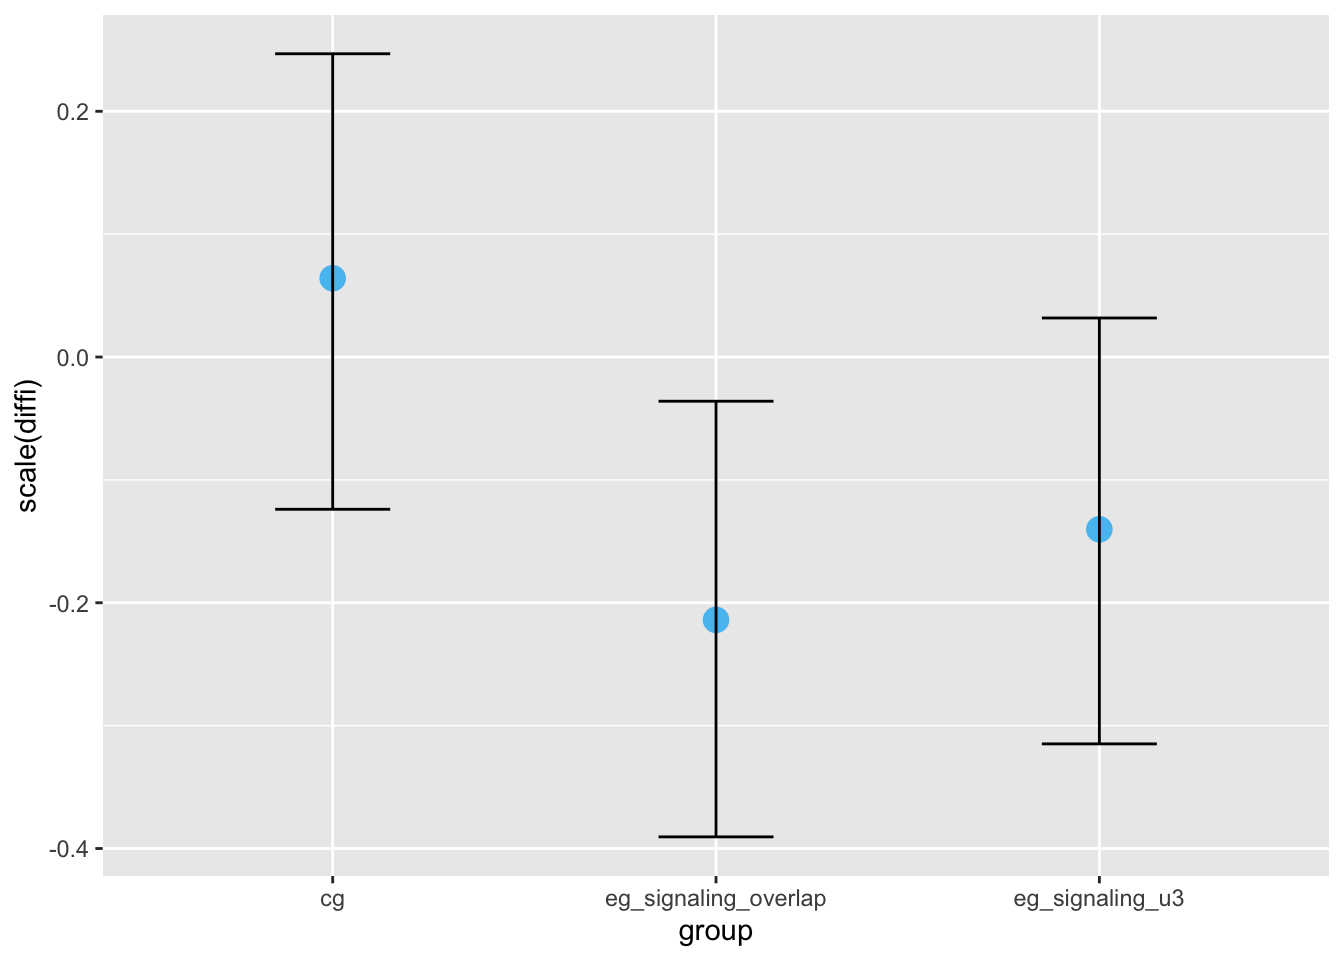 scale(diffi)
0.2
0.0
-0.2
-0.4
cg
eg_signaling_overlap
eg_signaling_u3
group